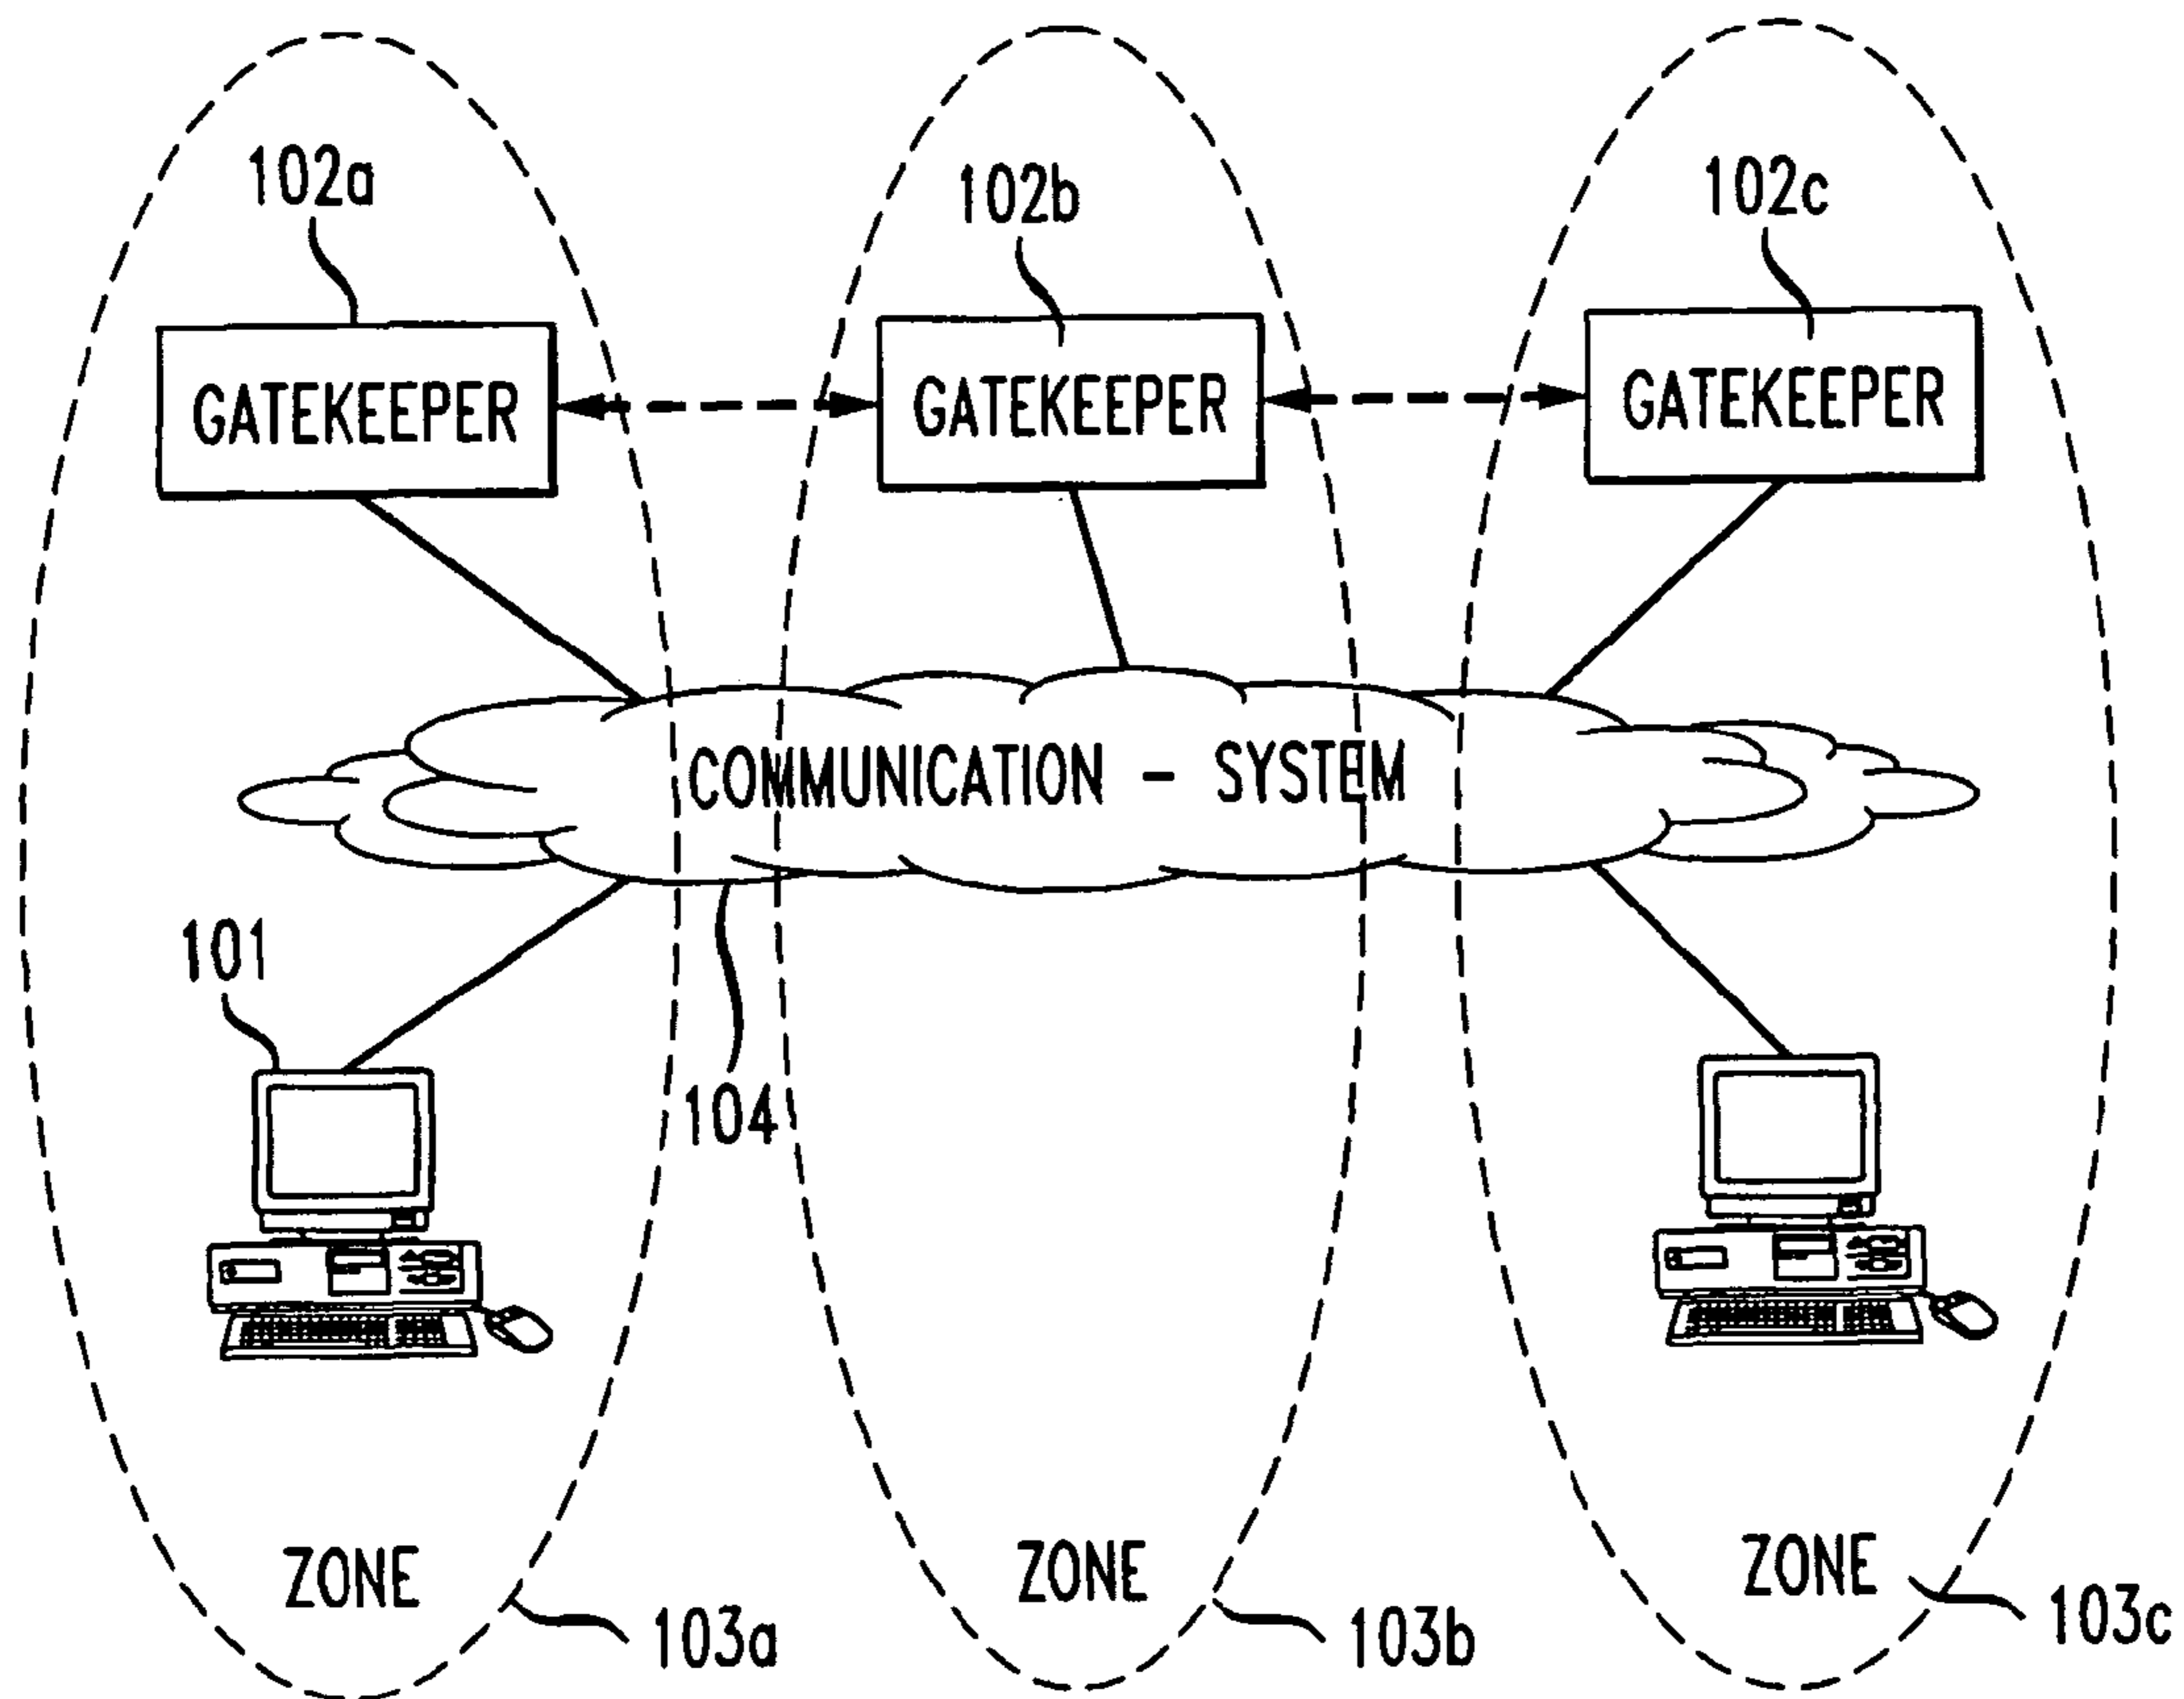 102a
102b
102c
GATEKEEPER
GATEKEEPER
GATEKEEPER
COMMUNICATION - SYSTEM
101
104
ZONE
ZONE
ZONE
103a
103b
103c